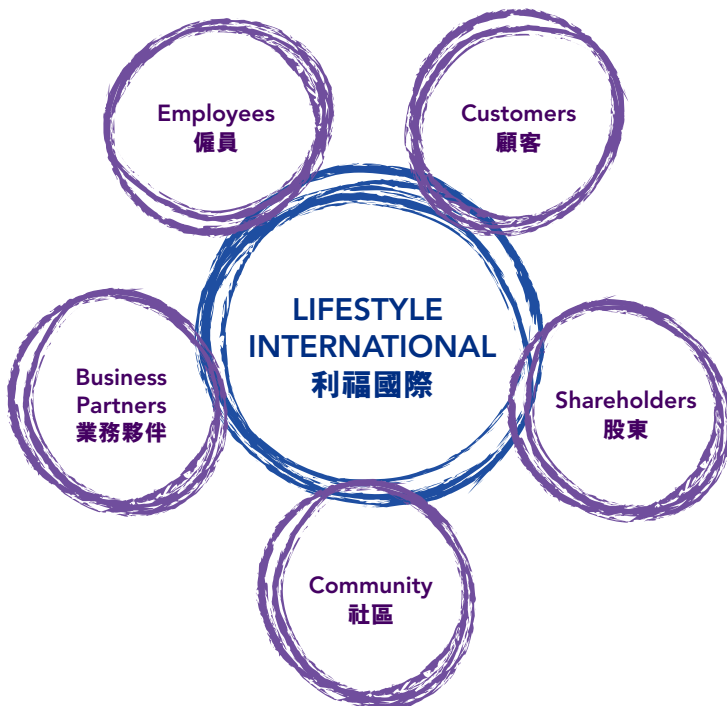 Employees
僱員
Customers
顧客
LIFESTYLE
INTERNATIONAL
利福國際
Business
Partners
業務夥伴
Shareholders
股東
Community
社區